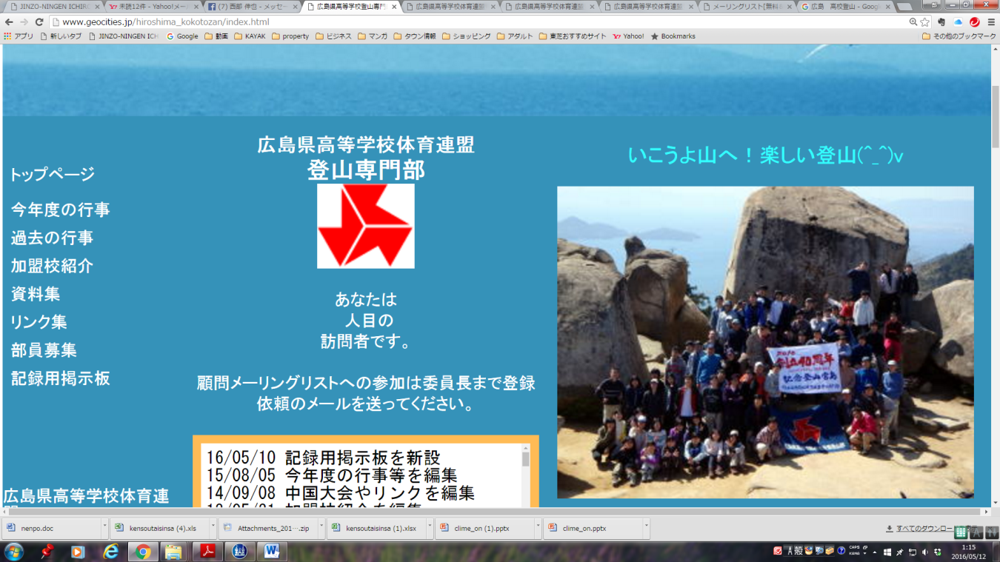 JINZO-NINGEN ICHIRO
未読12件 - Yahoo!メール
(7) 西部 伸也 - メッセー
広島県高等学校登山専門
広島県高等学校体育連盟
広島県高等学校体育連盟
広島県高等学校体育連盟
メーリングリスト[無料
広島 高校登山 - Goog
www.geocities.jp/hiroshima_kokotozan/index.html
アプリ 新しいタブ JINZO-NINGEN ICH Google 動画 KAYAK property ビジネス マンガ タウン情報 ショッピング アダルト 東芝おすすめサイト Yahoo! Bookmarks その他のブックマーク
トップページ
今年度の行事
過去の行事
加盟校紹介
資料集
リンク集
部員募集
記録用掲示板
広島県高等学校体育連
広島県高等学校体育連盟
登山専門部
あなたは
人目の
訪問者です。
顧問メーリングリストへの参加は委員長まで登録
依頼のメールを送ってください。
16/05/10 記録用掲示板を新設
15/08/05 今年度の行事等を編集
14/09/08 中国大会やリンクを編集
いこうよ山へ！楽しい登山(^_^)v
創立40周年
記念登山宮島
nenpo.doc
kensoutaisinsa (4).xls
Attachments_201….zip
kensoutaisinsa (1).xlsx
clime_on (1).pptx
clime_on.pptx
すべてのダウンロー
A 般
CAPS
KANA
1:15
2016/05/12